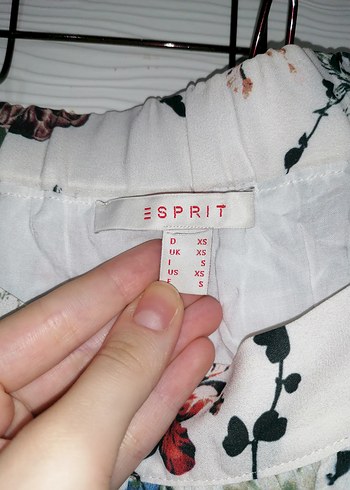 ESPRIT
D XS
UK XS
I S
US XS
F S